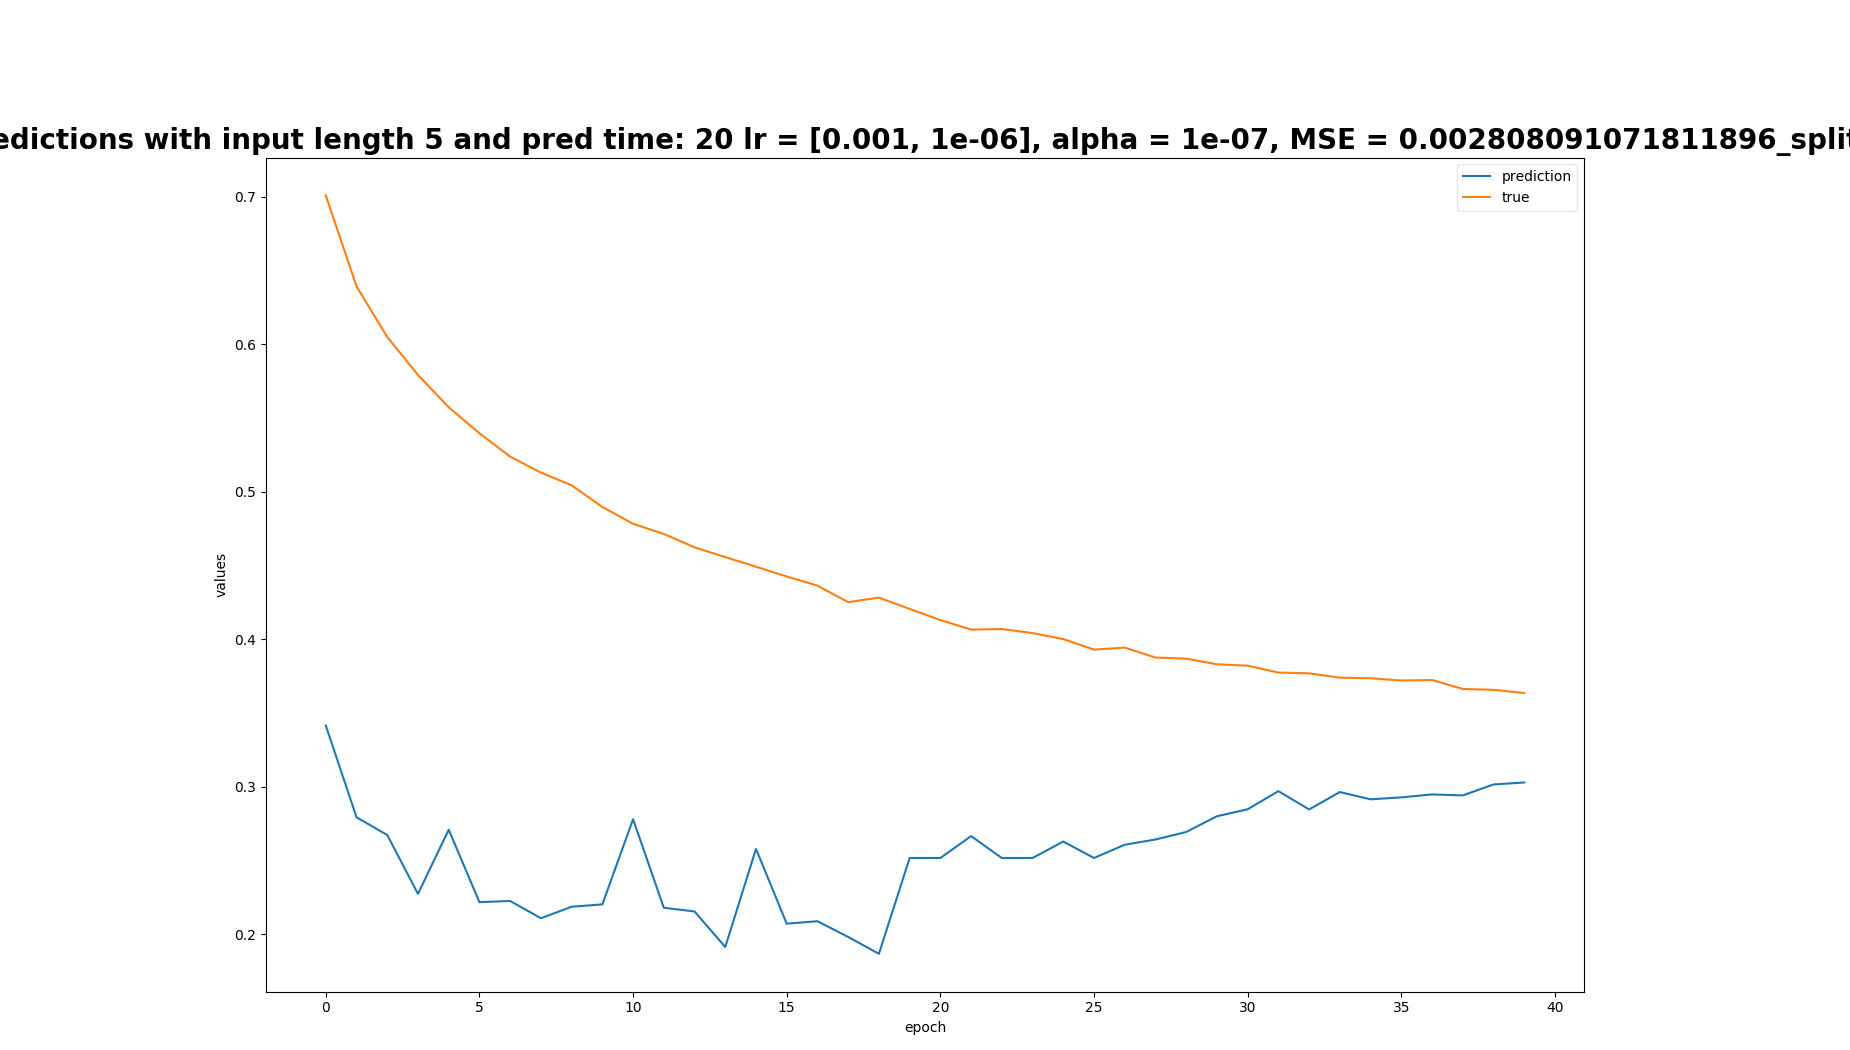 edictions with input length 5 and pred time: 20 lr = [0.001, 1e-06], alpha = 1e-07, MSE = 0.002808091071811896_split
prediction
true
0.7
0.6
0.5
0.4
0.3
0.2
values
0 5 10 15 20 25 30 35 40
epoch